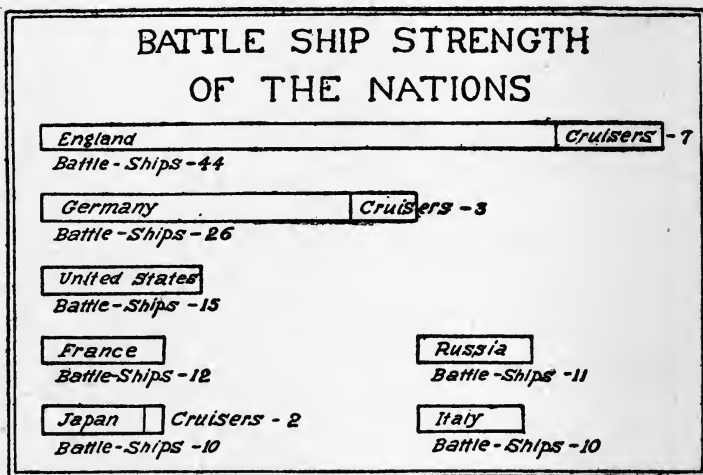 BATTLE SHIP STRENGTH
OF THE NATIONS
England Cruisers - 7
Battle-Ships - 44
Germany Cruisers - 3
Battle-Ships - 26
United States
Battle-Ships - 15
France
Battle-Ships - 12
Russia
Battle-Ships - 11
Japan Cruisers - 2
Battle-Ships - 10
Italy
Battle-Ships - 10